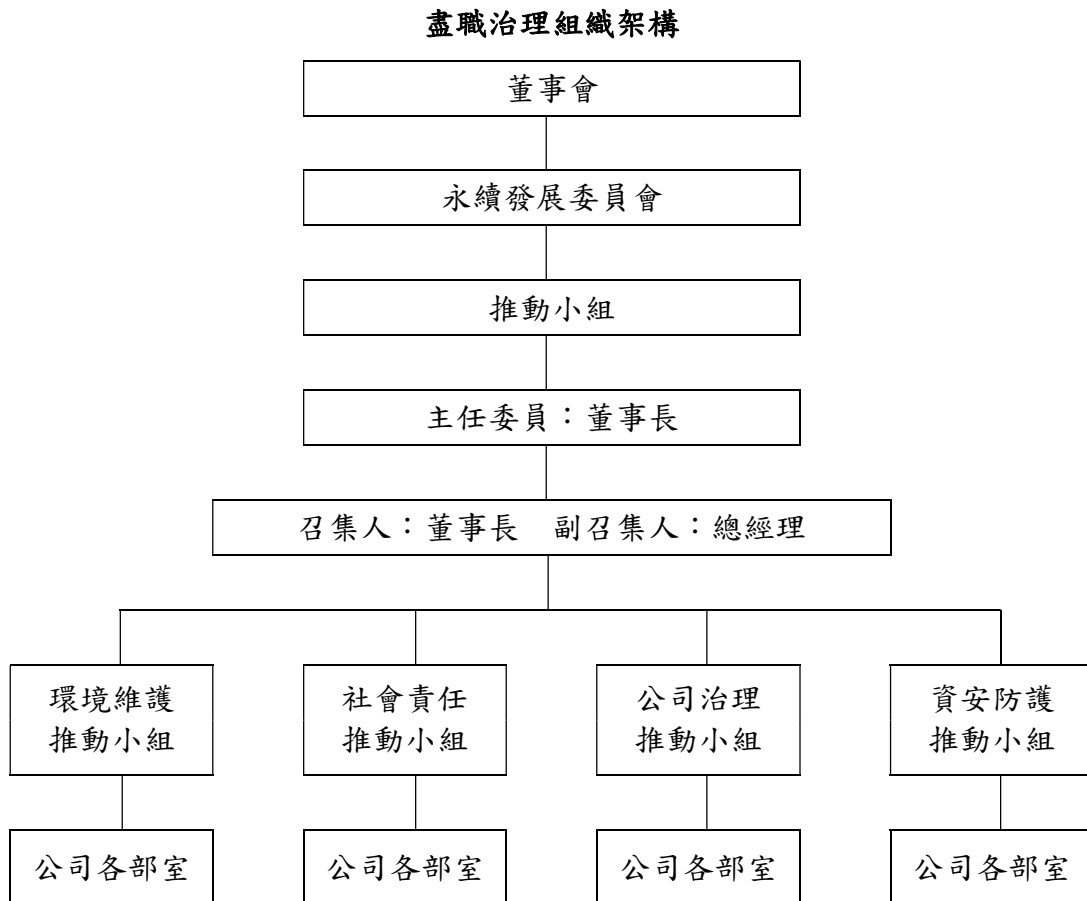 盡職治理組織架構
董事會
永續發展委員會
推動小組
主任委員：董事長
召集人：董事長　副召集人：總經理
環境維護
推動小組
社會責任
推動小組
公司治理
推動小組
資安防護
推動小組
公司各部室
公司各部室
公司各部室
公司各部室